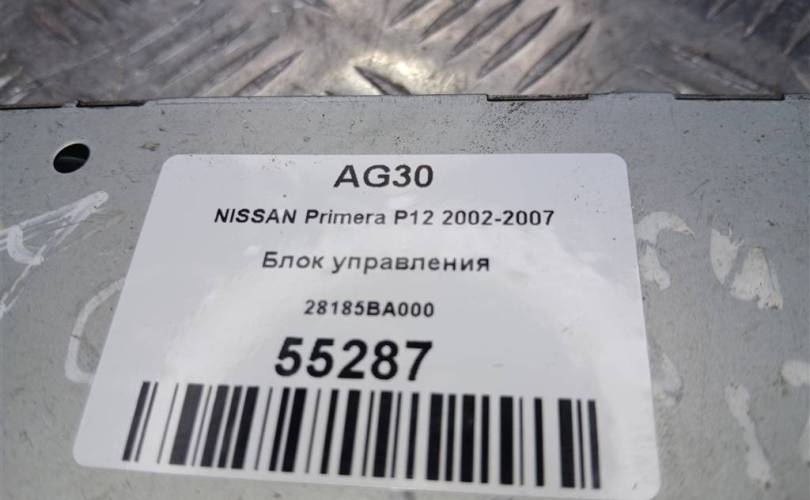 AG30
NISSAN Primera P12 2002-2007
Блок управления
28185BA000
55287